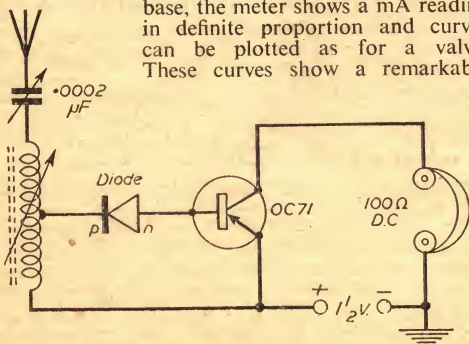 base, the meter shows a mA readin
in definite proportion and curv
can be plotted as for a valv
These curves show a remarkab
·0002
µF
Diode
p
n
OC71
100Ω
D.C
+ 1½V. −